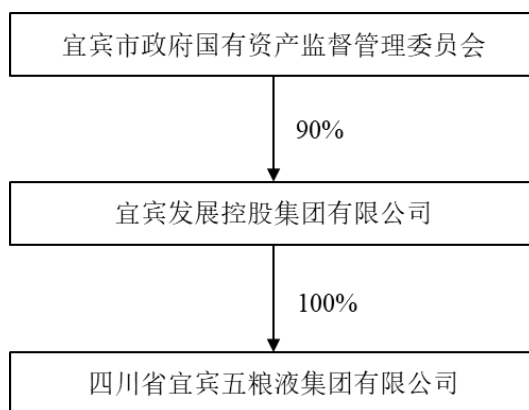 宜宾市政府国有资产监督管理委员会
90%
宜宾发展控股集团有限公司
100%
四川省宜宾五粮液集团有限公司